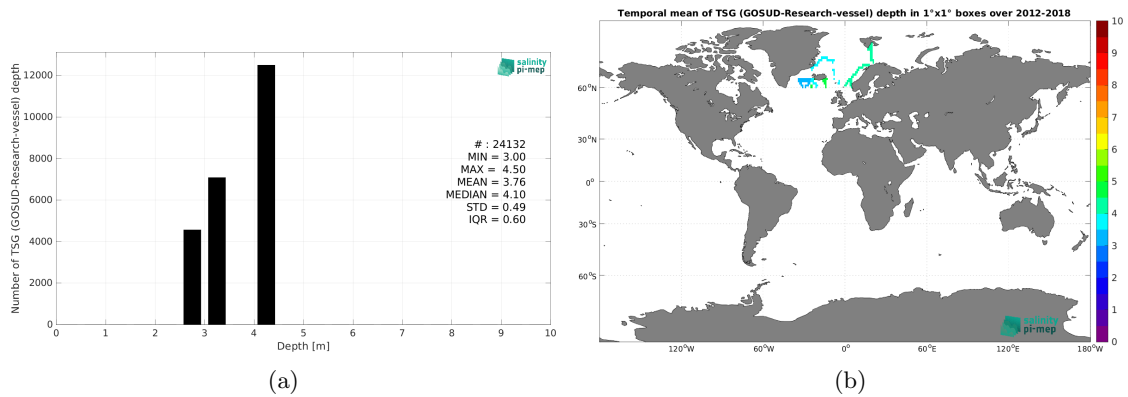 Number of TSG (GOSUD-Research-vessel) depth
12000
10000
8000
6000
4000
2000
0
salinity
pi-mep
# : 24132
MIN = 3.00
MAX = 4.50
MEAN = 3.76
MEDIAN = 4.10
STD = 0.49
IQR = 0.60
0 1 2 3 4 5 6 7 8 9 10
Depth [m]
(a)
Temporal mean of TSG (GOSUD-Research-vessel) depth in 1°x1° boxes over 2012-2018
60°N
30°N
0°
30°S
60°S
120°W 60°W 0° 60°E 120°E 180°W
salinity
pi-mep
10
9
8
7
6
5
4
3
2
1
0
(b)